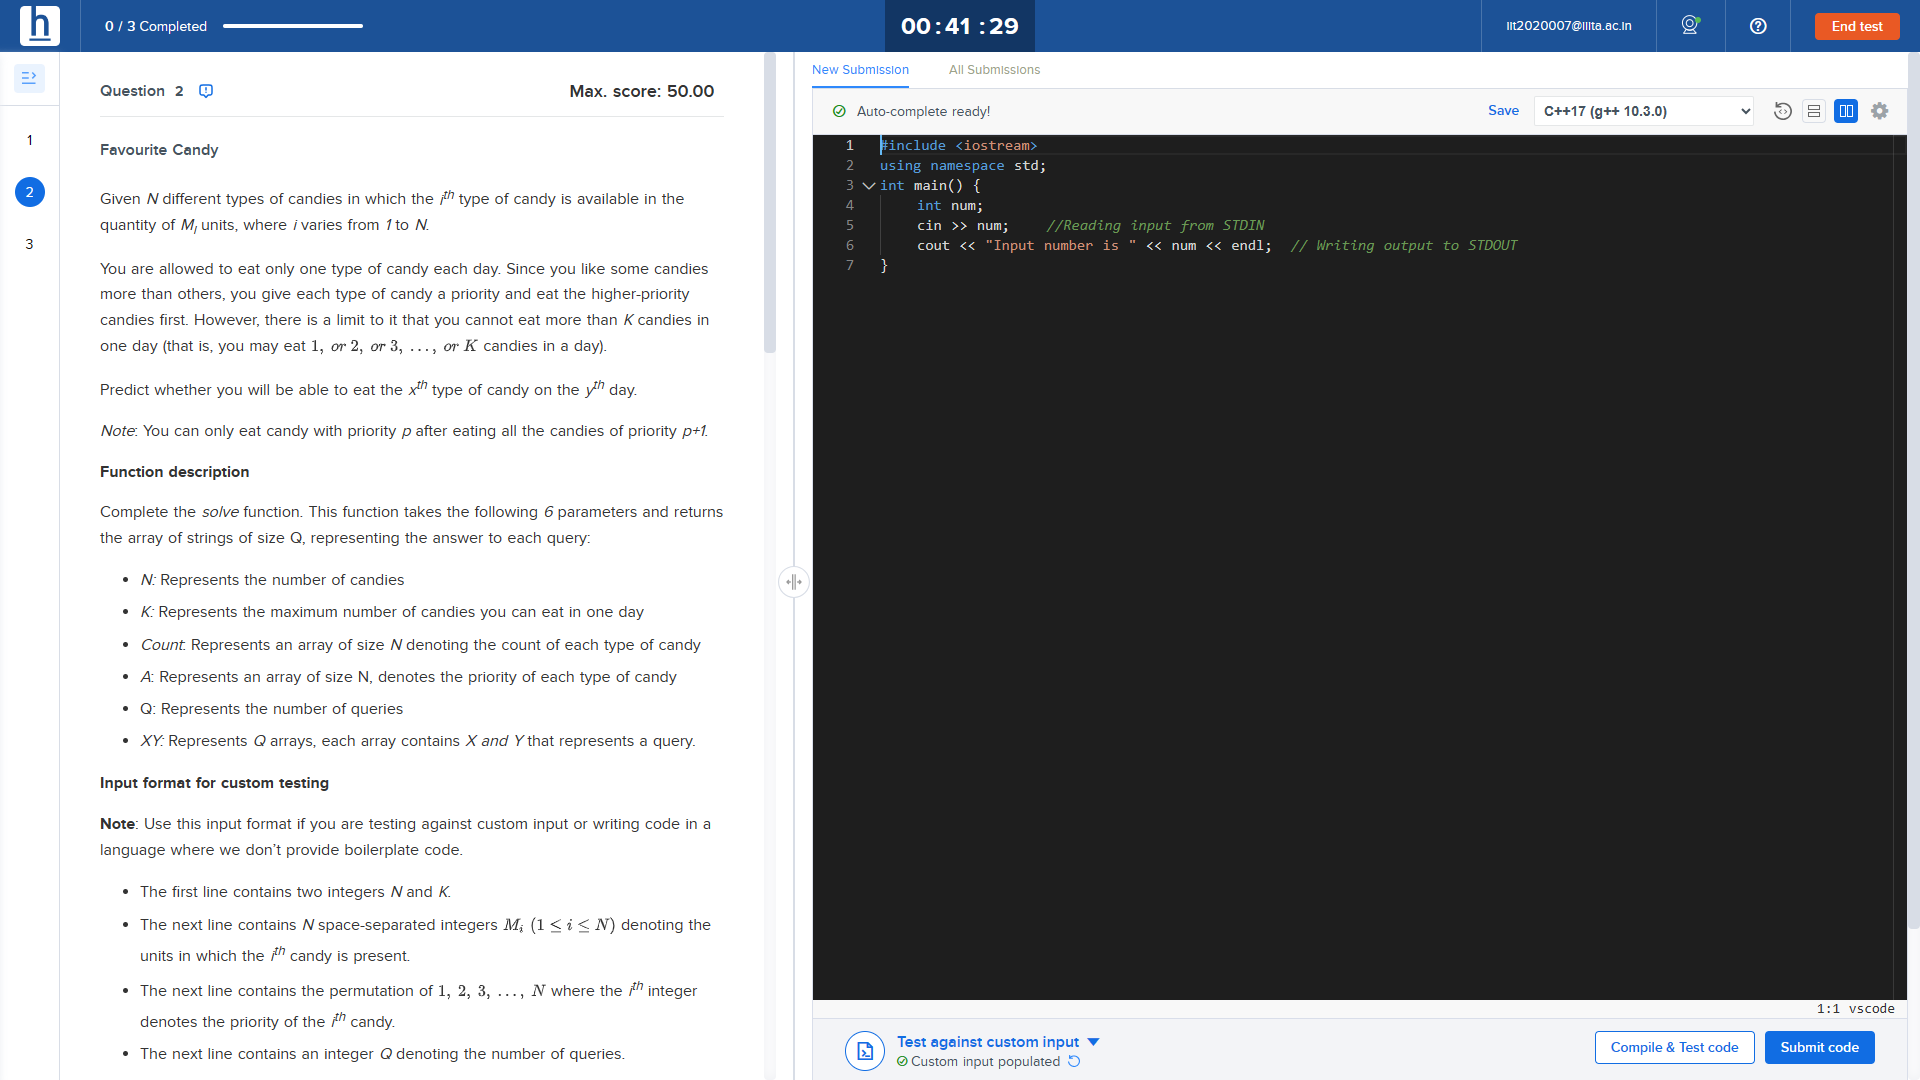 h
0 / 3 Completed
00 : 41 : 29
iit2020007@iiita.ac.in
End test
1
2
3
Question 2
Max. score: 50.00
Favourite Candy
Given N different types of candies in which the ith type of candy is available in the
quantity of Mi units, where i varies from 1 to N.
You are allowed to eat only one type of candy each day. Since you like some candies
more than others, you give each type of candy a priority and eat the higher-priority
candies first. However, there is a limit to it that you cannot eat more than K candies in
one day (that is, you may eat 1, or 2, or 3, ..., or K candies in a day).
Predict whether you will be able to eat the xth type of candy on the yth day.
Note: You can only eat candy with priority p after eating all the candies of priority p+1.
Function description
Complete the solve function. This function takes the following 6 parameters and returns
the array of strings of size Q, representing the answer to each query:
• N: Represents the number of candies
• K: Represents the maximum number of candies you can eat in one day
• Count: Represents an array of size N denoting the count of each type of candy
• A: Represents an array of size N, denotes the priority of each type of candy
• Q: Represents the number of queries
• XY: Represents Q arrays, each array contains X and Y that represents a query.
Input format for custom testing
Note: Use this input format if you are testing against custom input or writing code in a
language where we don't provide boilerplate code.
• The first line contains two integers N and K.
• The next line contains N space-separated integers Mi (1 ≤ i ≤ N) denoting the
units in which the ith candy is present.
• The next line contains the permutation of 1, 2, 3, ..., N where the ith integer
denotes the priority of the ith candy.
• The next line contains an integer Q denoting the number of queries.
New Submission
All Submissions
Auto-complete ready!
Save
C++17 (g++ 10.3.0)
1 #include <iostream>
2 using namespace std;
3 int main() {
4 int num;
5 cin >> num; //Reading input from STDIN
6 cout << "Input number is " << num << endl; // Writing output to STDOUT
7 }
1:1 vscode
Test against custom input
Custom input populated
Compile & Test code
Submit code